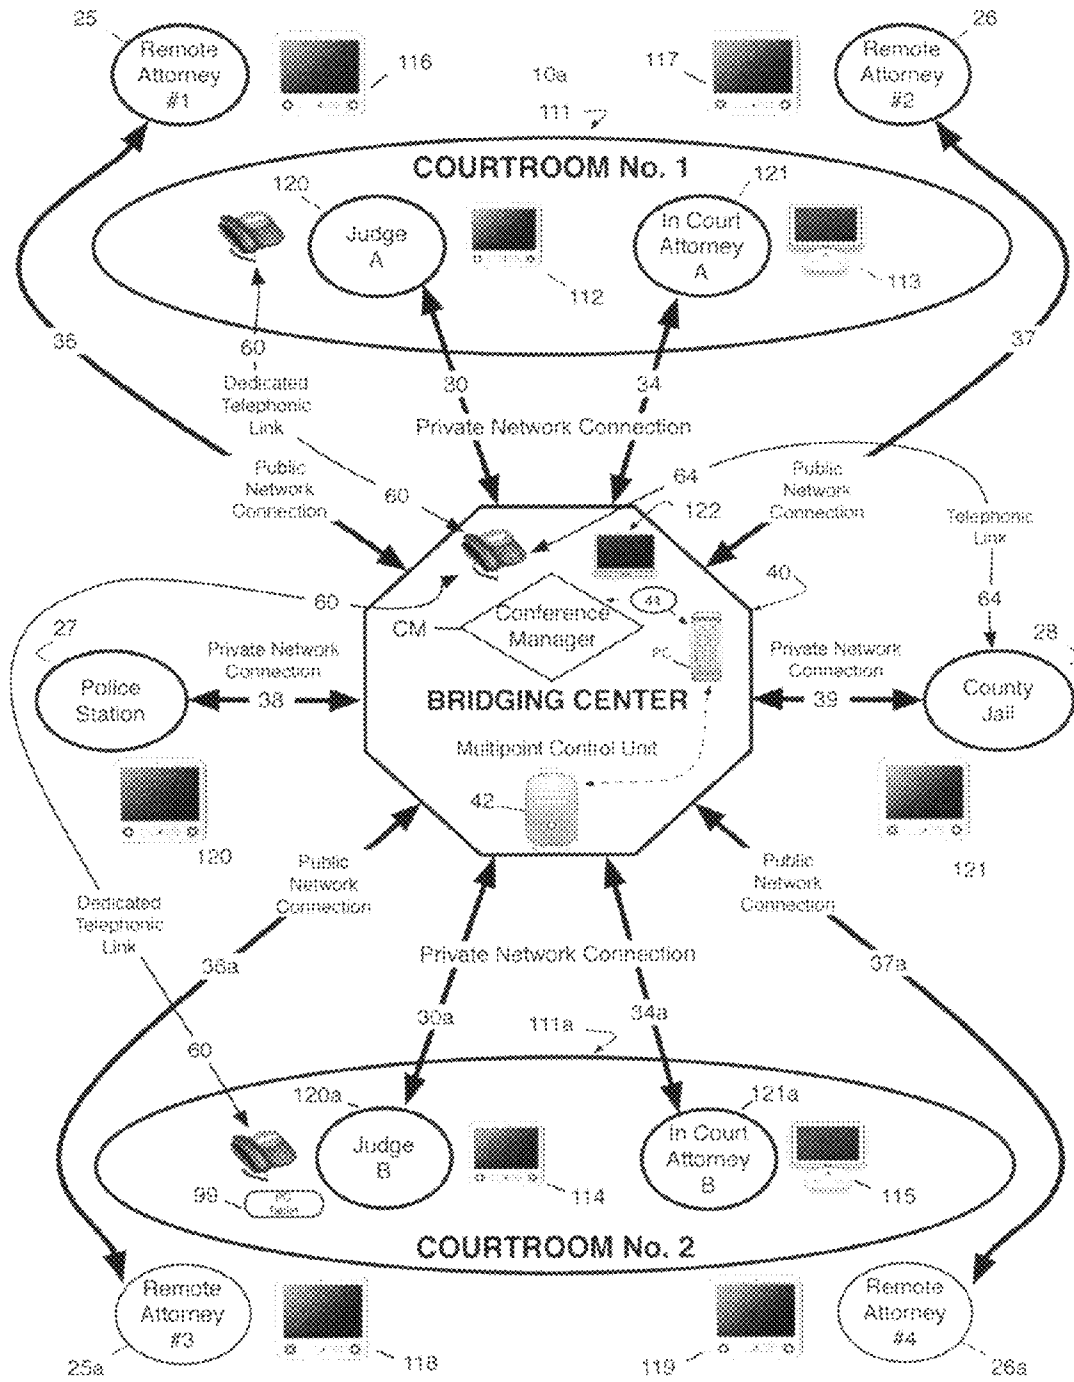 25
26
Remote
Attorney
#1
116
10a
117
Remote
Attorney
#2
111
COURTROOM No. 1
120
121
Judge
A
In Court
Attorney
A
112
113
36
60
Dedicated
Telephonic
Link
30
34
37
Private Network Connection
Public
Network
Connection
60
64
122
Public
Network
Connection
Telephonic
Link
64
27
60
CM
Conference
Manager
44
40
PC
28
Police
Station
Private Network
Connection
38
BRIDGING CENTER
Private Network
Connection
39
County
Jail
Multipoint Control Unit
42
120
121
Public
Network
Connection
Public
Network
Connection
Dedicated
Telephonic
Link
Private Network Connection
36a
37a
30a
34a
111a
60
120a
121a
Judge
B
In Court
Attorney
B
99
PC
114
115
COURTROOM No. 2
Remote
Attorney
#3
Remote
Attorney
#4
25a
118
119
26a